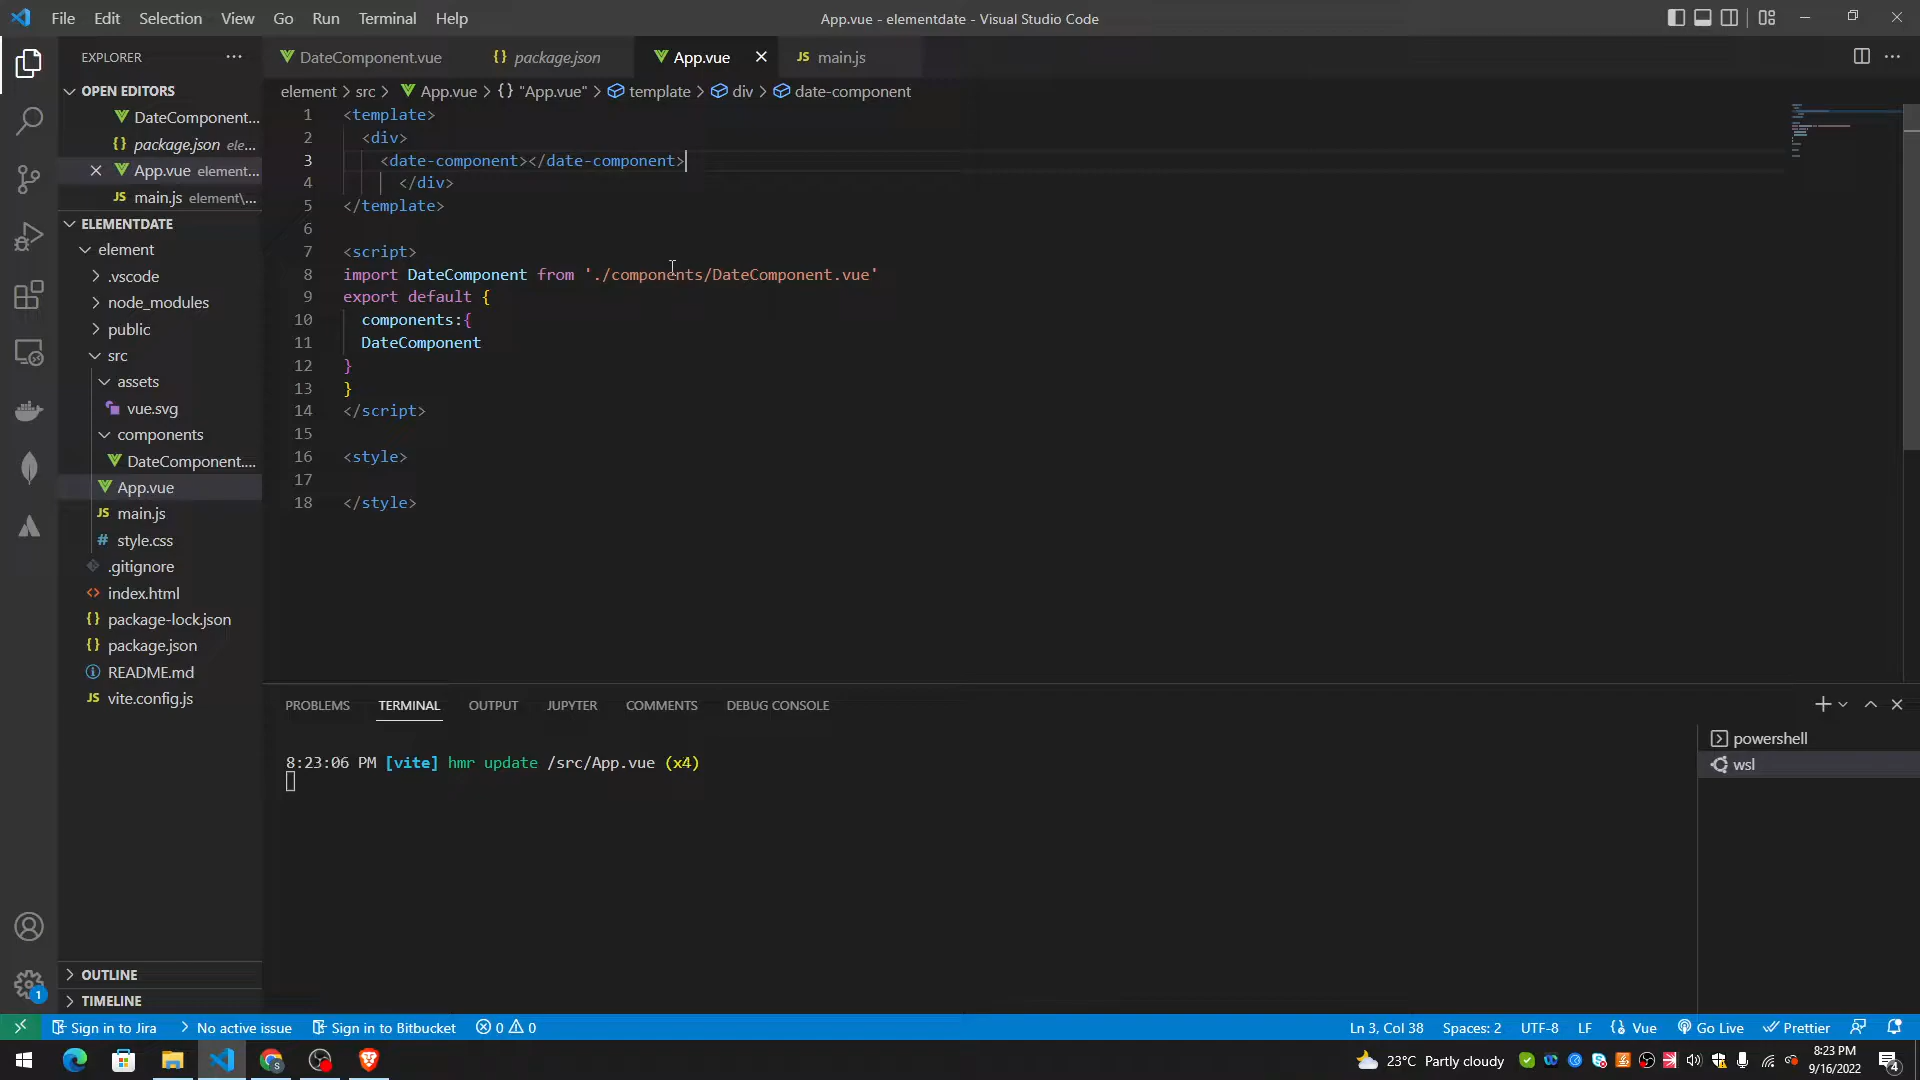 File Edit Selection View Go Run Terminal Help
App.vue - elementdate - Visual Studio Code
EXPLORER
OPEN EDITORS
DateComponent...
package.json ele...
App.vue element...
main.js element\...
ELEMENTDATE
element
.vscode
node_modules
public
src
assets
vue.svg
components
DateComponent....
App.vue
JS main.js
# style.css
.gitignore
<> index.html
{} package-lock.json
{} package.json
README.md
JS vite.config.js
OUTLINE
TIMELINE
DateComponent.vue
{} package.json
App.vue
JS main.js
element > src > App.vue > {} "App.vue" > template > div > date-component
1 <template>
2 <div>
3 <date-component></date-component>
4 </div>
5 </template>
6
7 <script>
8 import DateComponent from './components/DateComponent.vue'
9 export default {
10 components:{
11 DateComponent
12 }
13 }
14 </script>
15
16 <style>
17
18 </style>
PROBLEMS TERMINAL OUTPUT JUPYTER COMMENTS DEBUG CONSOLE
8:23:06 PM [vite] hmr update /src/App.vue (x4)
powershell
wsl
1
Sign in to Jira No active issue Sign in to Bitbucket 0 0
Ln 3, Col 38 Spaces: 2 UTF-8 LF {} Vue Go Live Prettier
23°C Partly cloudy
8:23 PM
9/16/2022
4